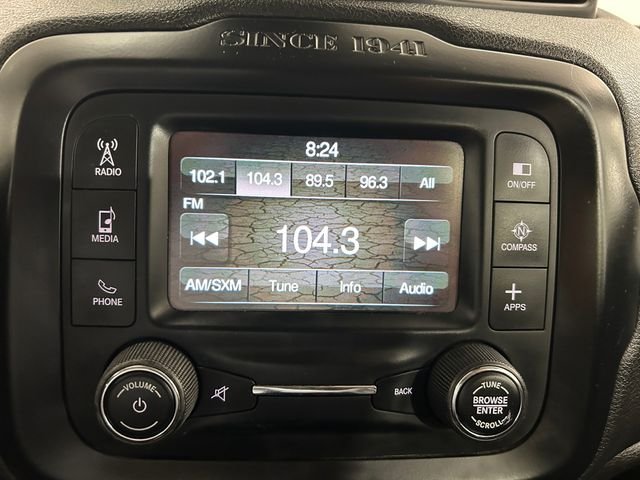 SINCE 1941
8:24
102.1 104.3 89.5 96.3 All
FM
104.3
AM/SXM Tune Info Audio
RADIO
MEDIA
PHONE
ON/OFF
N
COMPASS
APPS
VOLUME
BACK
TUNE
BROWSE
ENTER
SCROLL